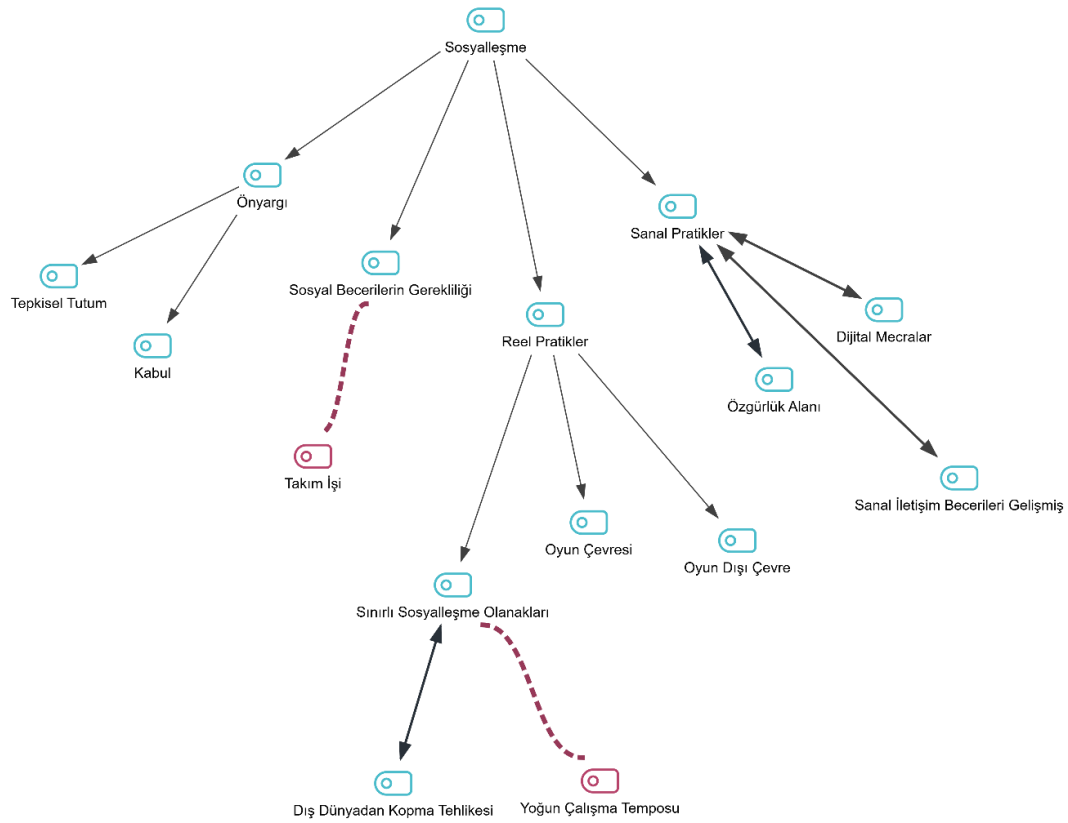 Sosyalleşme
Önyargı
Sanal Pratikler
Sosyal Becerilerin Gerekliliği
Tepkisel Tutum
Reel Pratikler
Dijital Mecralar
Kabul
Özgürlük Alanı
Takım İşi
Sanal İletişim Becerileri Gelişmiş
Oyun Çevresi
Oyun Dışı Çevre
Sınırlı Sosyalleşme Olanakları
Dış Dünyadan Kopma Tehlikesi
Yoğun Çalışma Temposu